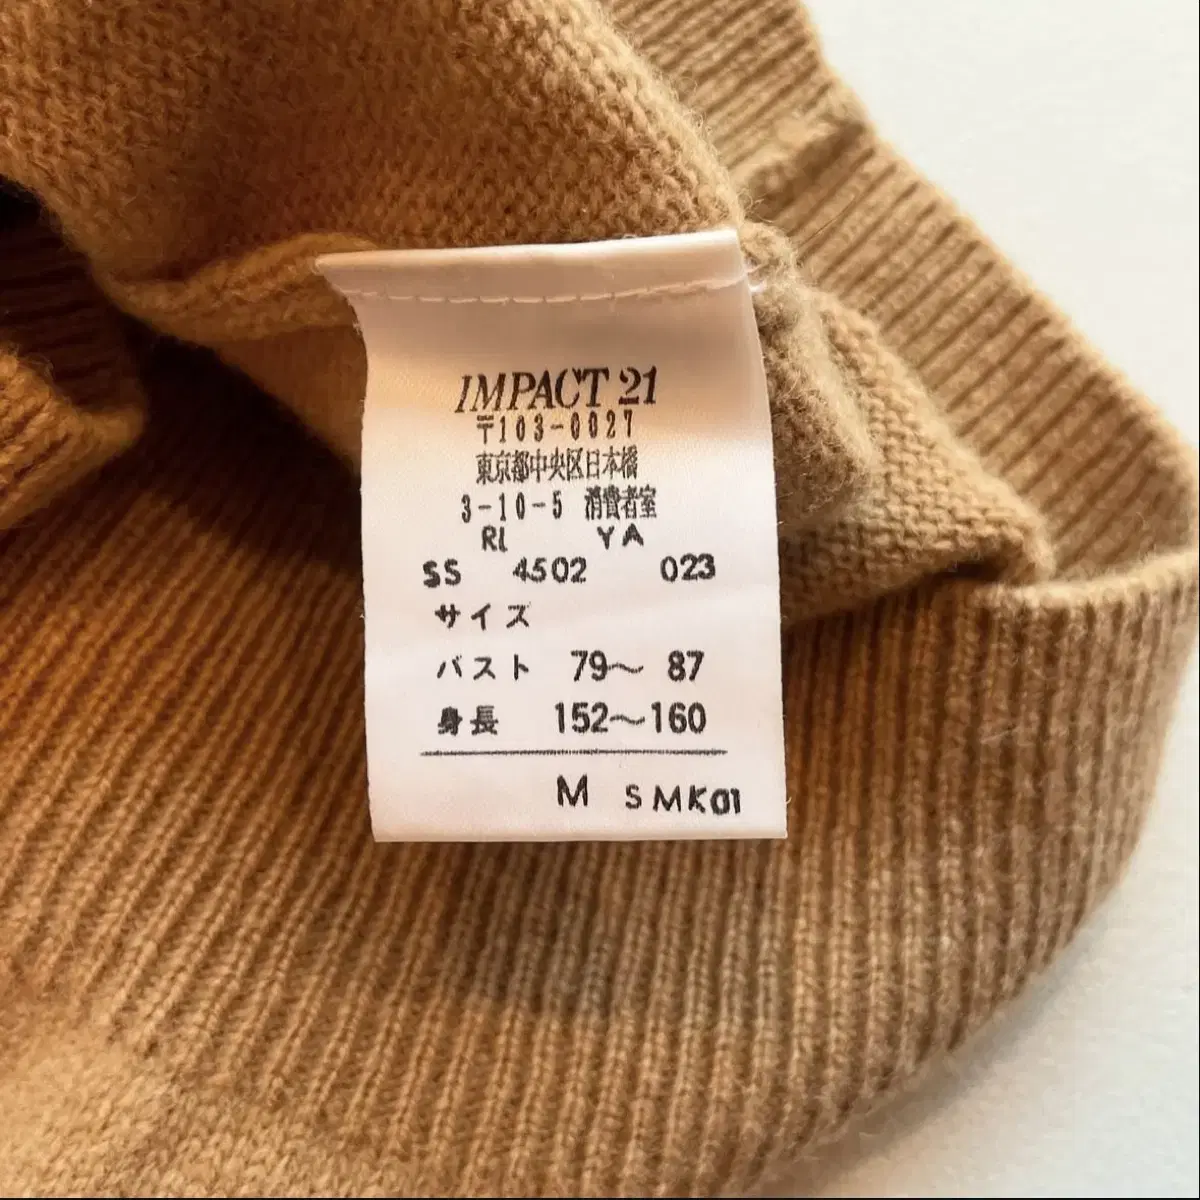 IMPACT 21
〒103-0027
東京都中央区日本橋
3-10-5 消費者室
RL YA
SS 4502 023
サイズ
バスト 79～ 87
身長 152～160
M SMK01